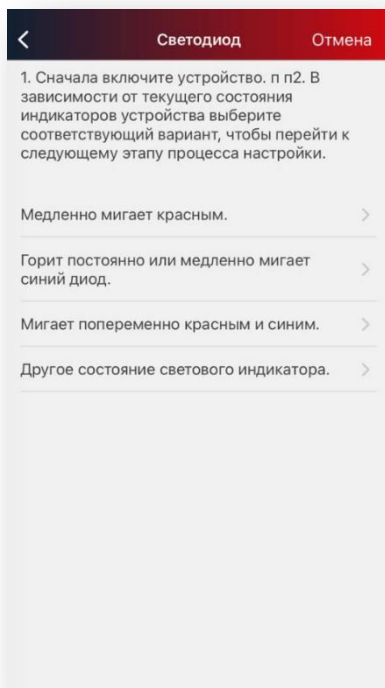 Светодиод
Отмена
1. Сначала включите устройство. п п2. В
зависимости от текущего состояния
индикаторов устройства выберите
соответствующий вариант, чтобы перейти к
следующему этапу процесса настройки.
Медленно мигает красным.
Горит постоянно или медленно мигает
синий диод.
Мигает попеременно красным и синим.
Другое состояние светового индикатора.